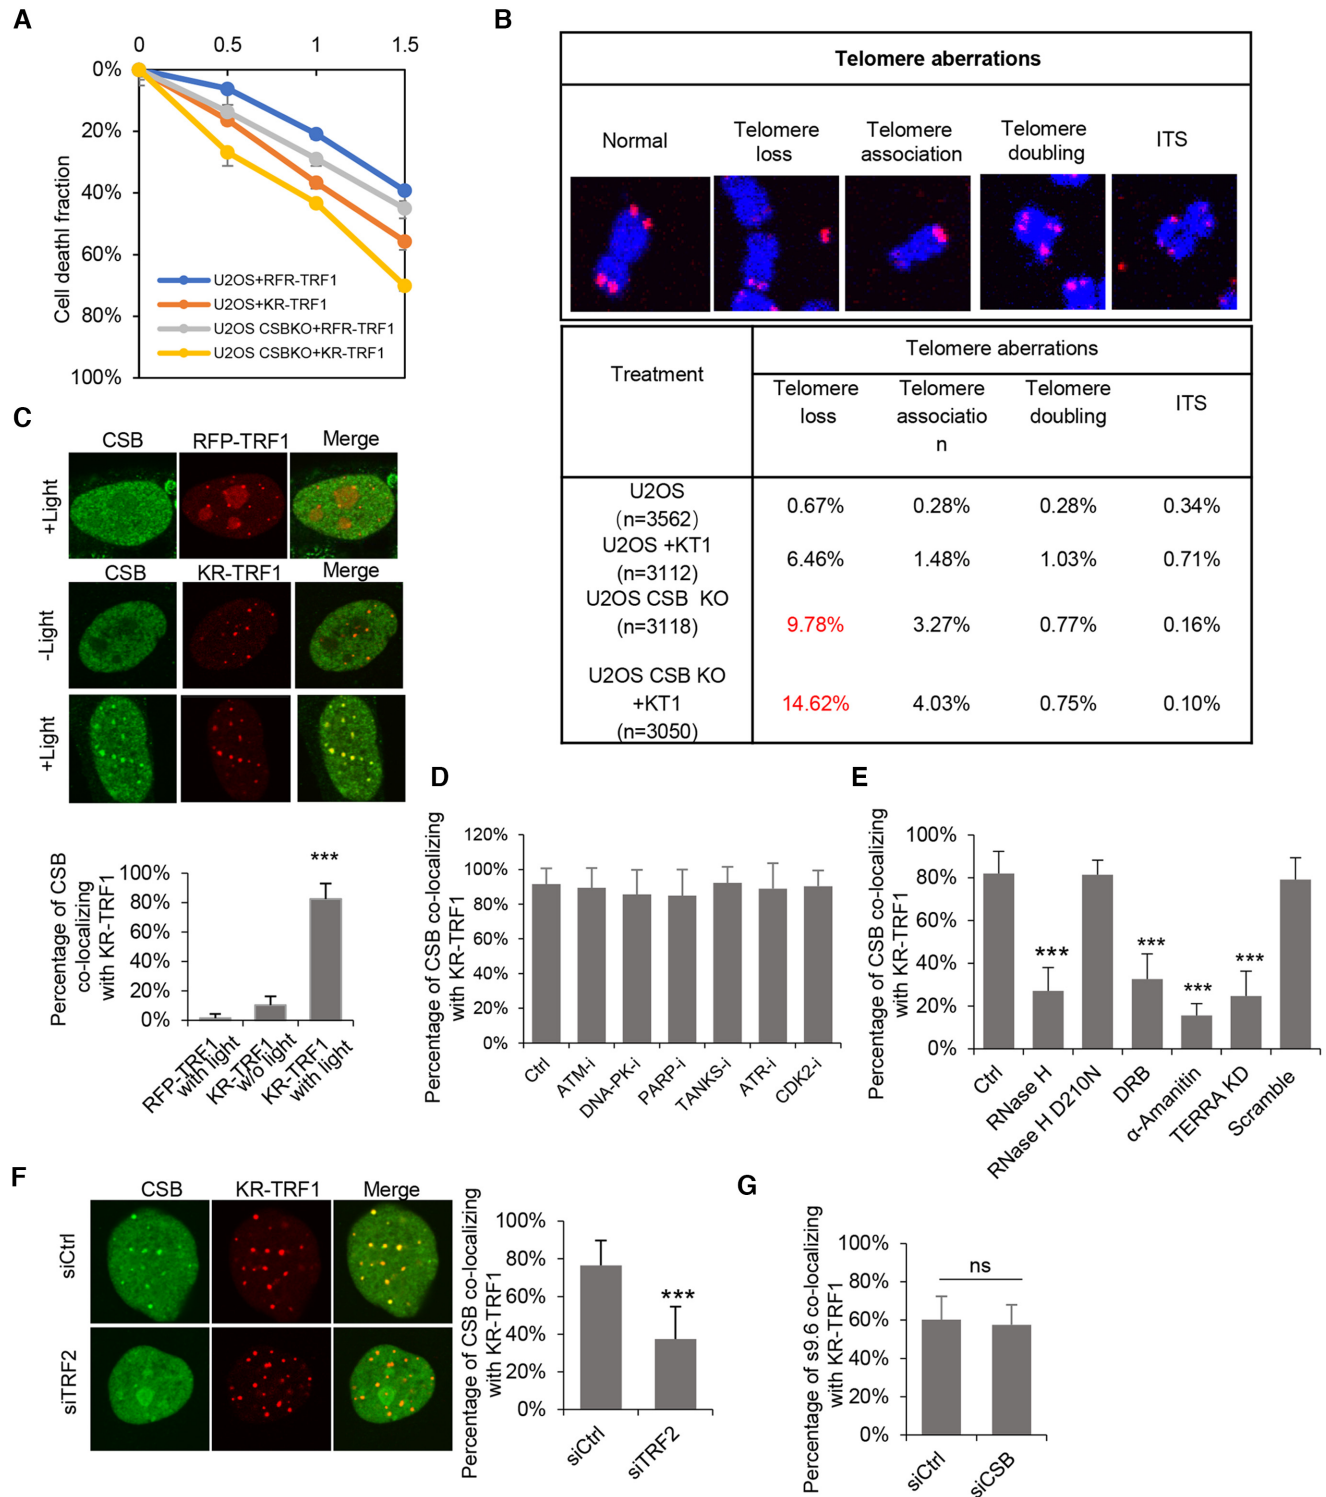 A
0 0.5 1 1.5
0%
20%
40%
60%
80%
100%
Cell deathl fraction
U2OS+RFR-TRF1
U2OS+KR-TRF1
U2OS CSBKO+RFR-TRF1
U2OS CSBKO+KR-TRF1
B
Telomere aberrations
Normal
Telomere
loss
Telomere
association
Telomere
doubling
ITS
Treatment
Telomere aberrations
Telomere
loss
Telomere
associatio
n
Telomere
doubling
ITS
U2OS
(n=3562)
0.67% 0.28% 0.28% 0.34%
U2OS +KT1
(n=3112)
6.46% 1.48% 1.03% 0.71%
U2OS CSB KO
(n=3118)
9.78% 3.27% 0.77% 0.16%
U2OS CSB KO
+KT1
(n=3050)
14.62% 4.03% 0.75% 0.10%
C
CSB RFP-TRF1 Merge
+Light
CSB KR-TRF1 Merge
-Light
+Light
Percentage of CSB
co-localizing
with KR-TRF1
100%
80%
60%
40%
20%
0%
***
RFP-TRF1
with light
KR-TRF1
w/o light
KR-TRF1
with light
D
Percentage of CSB co-localizing
with KR-TRF1
120%
100%
80%
60%
40%
20%
0%
Ctrl
ATM-i
DNA-PK-i
PARP-i
TANKS-i
ATR-i
CDK2-i
E
Percentage of CSB co-localizing
with KR-TRF1
100%
80%
60%
40%
20%
0%
***
***
***
***
Ctrl
RNase H
RNase H D210N
DRB
α-Amanitin
TERRA KD
Scramble
F
CSB KR-TRF1 Merge
siCtrl
siTRF2
Percentage of CSB co-localizing
with KR-TRF1
100%
80%
60%
40%
20%
0%
***
siCtrl
siTRF2
G
Percentage of s9.6 co-localizing
with KR-TRF1
100%
80%
60%
40%
20%
0%
ns
siCtrl
siCSB